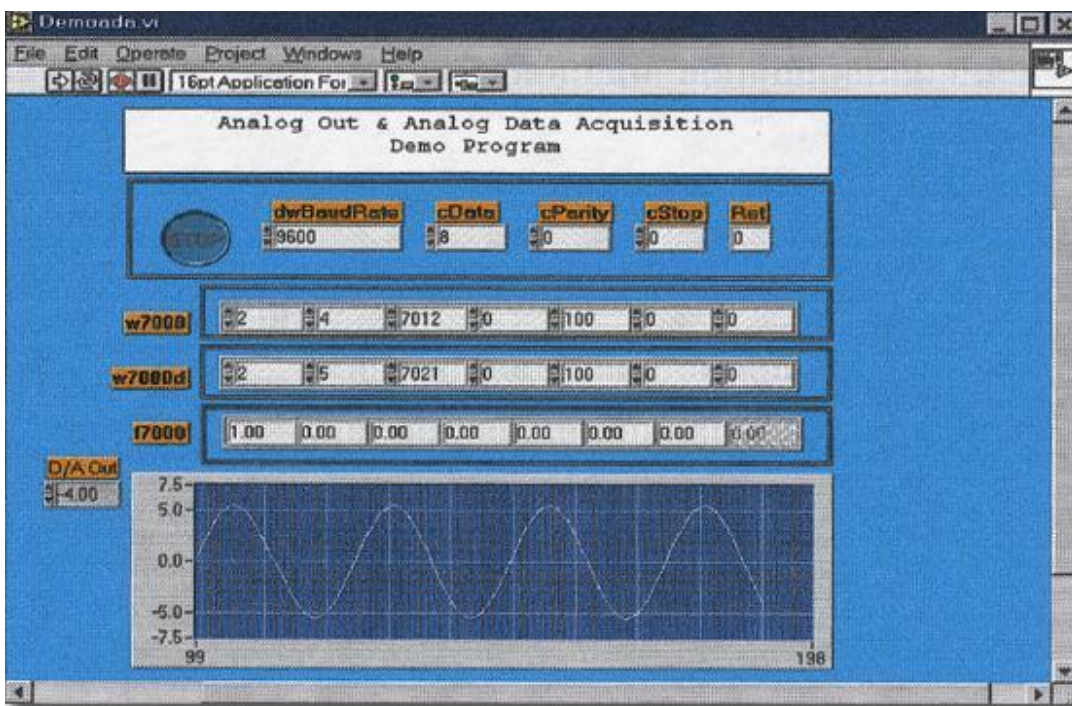 Demoada.vi
File Edit Operate Project Windows Help
16pt Application For
Analog Out & Analog Data Acquisition
Demo Program
STOP
dwBaudRate cData cParity cStop Ret
9600 8 0 0 0
w7000 2 4 7012 0 100 0 0
w7000d 2 5 7021 0 100 0 0
f7000 1.00 0.00 0.00 0.00 0.00 0.00 0.00 0.00
D/A Out
-4.00
7.5
5.0
0.0
-5.0
-7.5
99 198